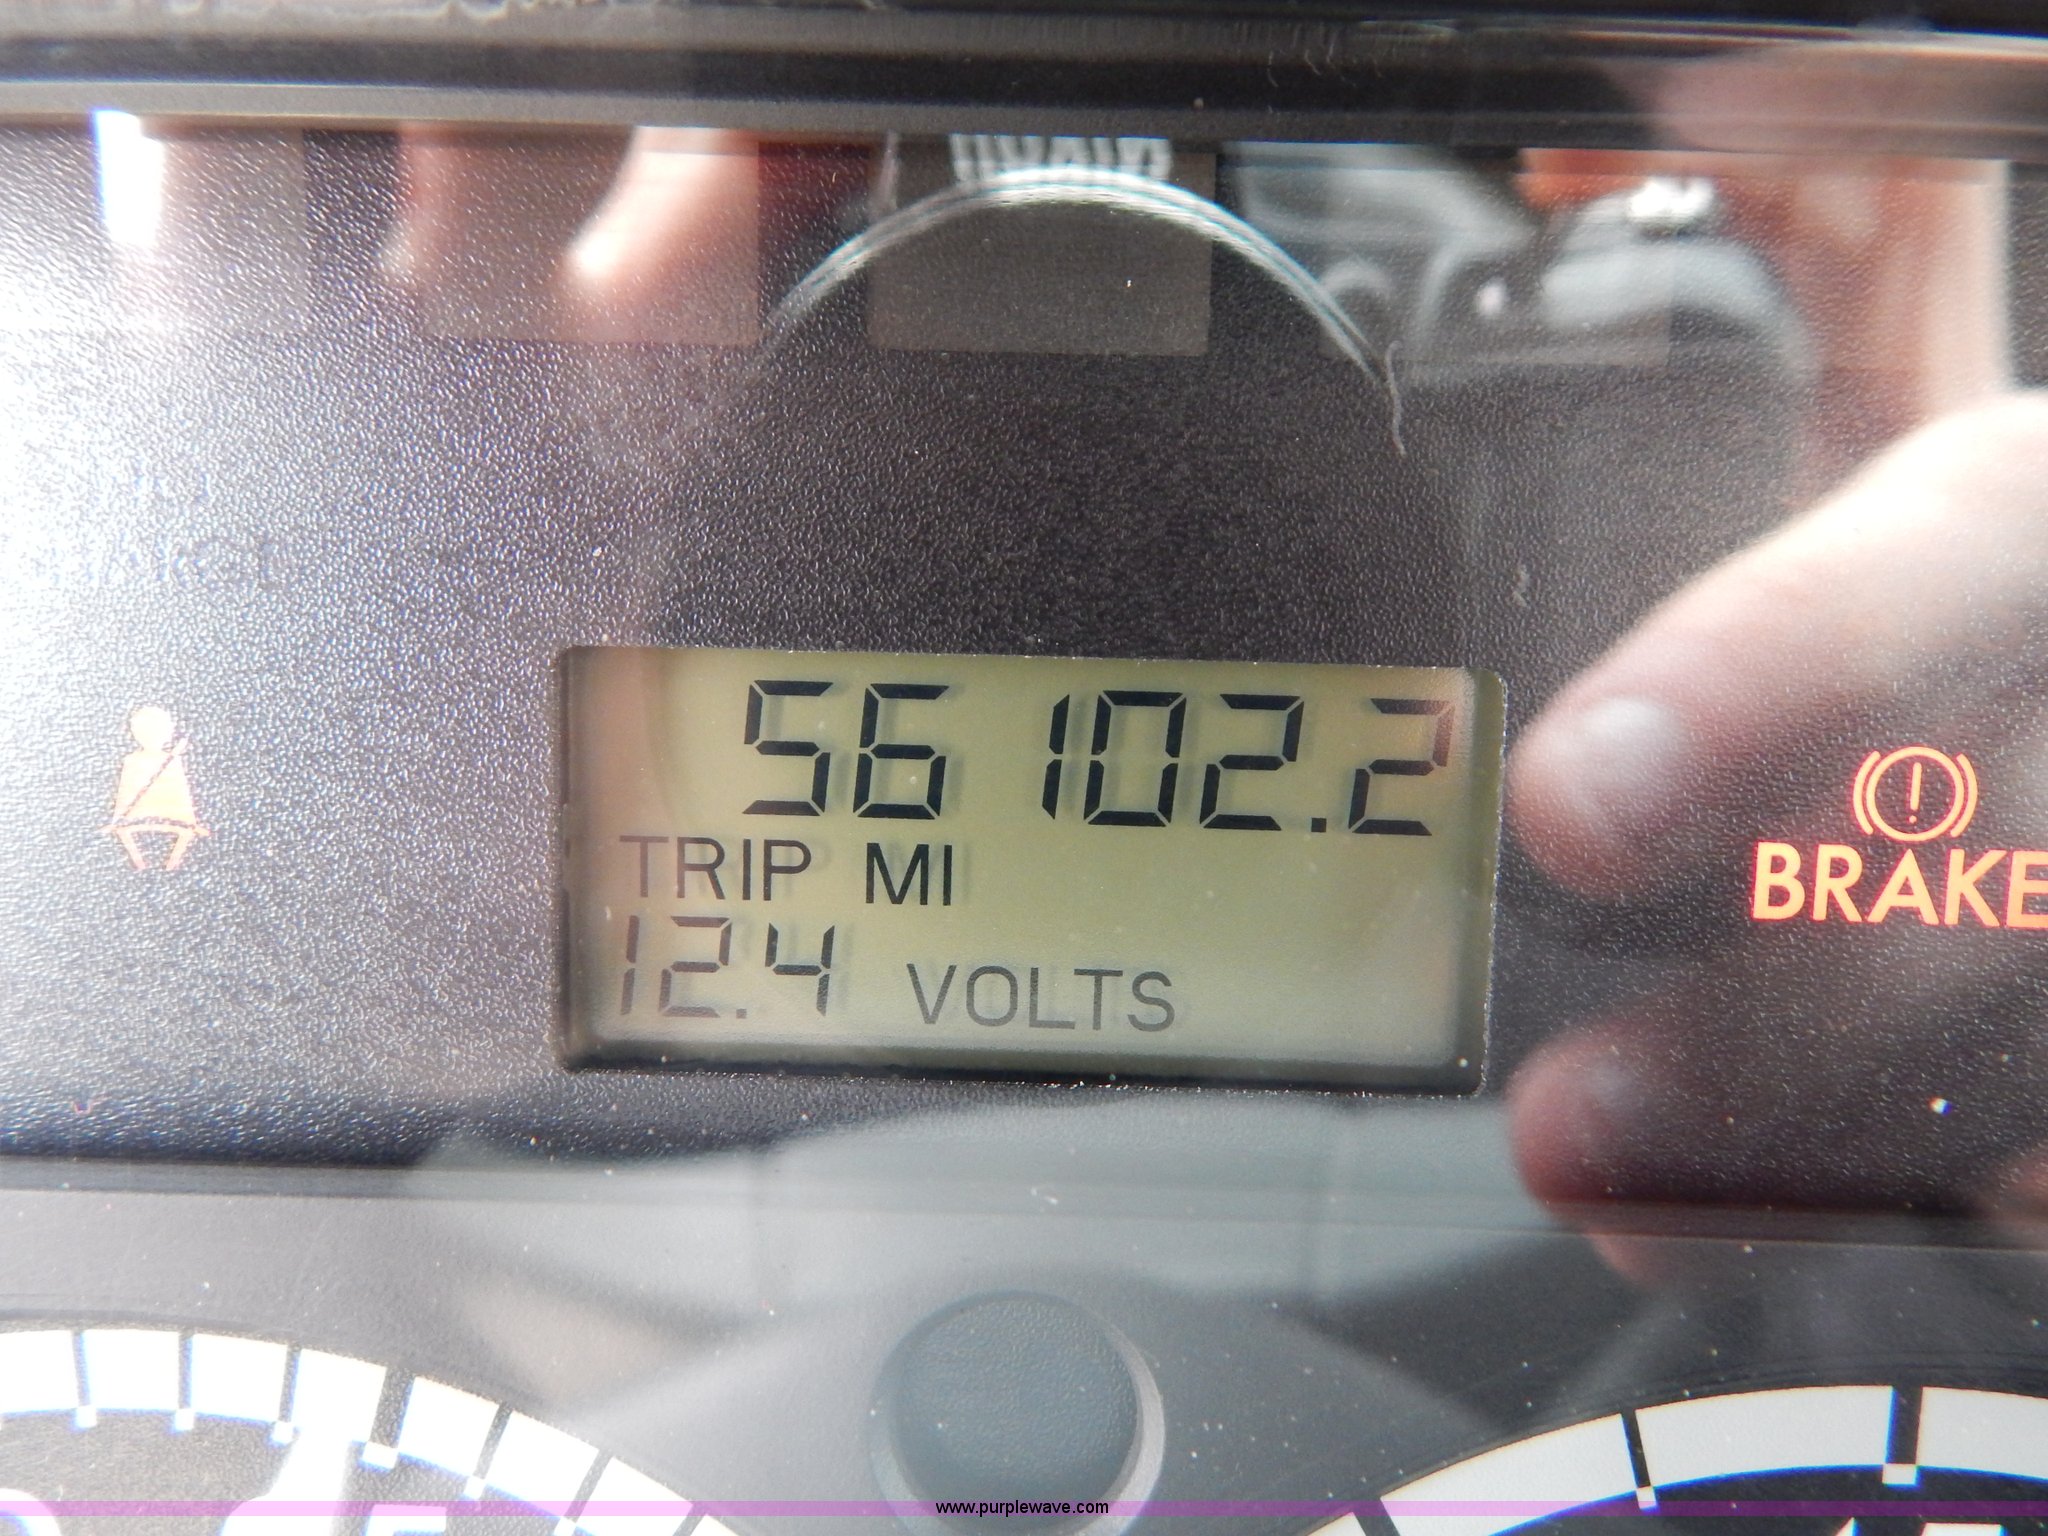 56102.2
TRIP MI
12.4 VOLTS
BRAKE
www.purplewave.com